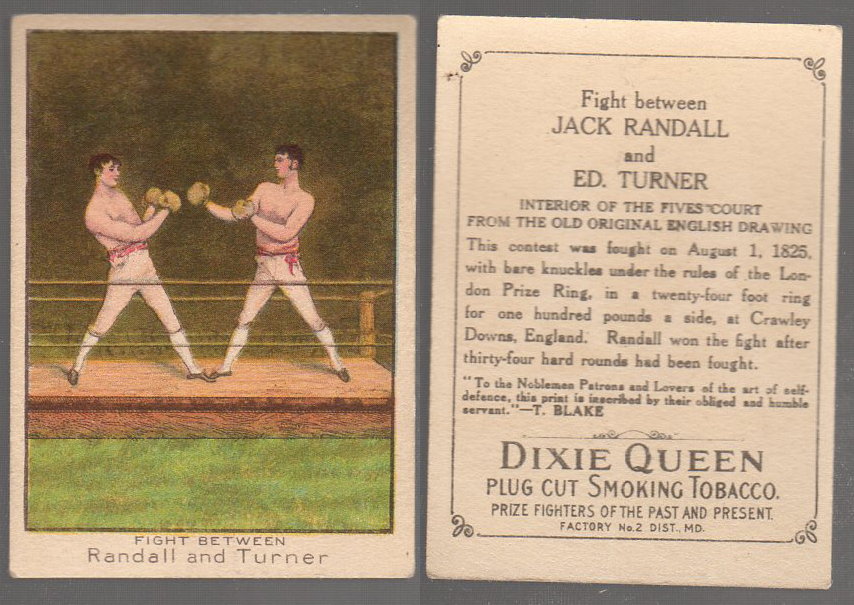 FIGHT BETWEEN
Randall and Turner
Fight between
JACK RANDALL
and
ED. TURNER
INTERIOR OF THE FIVES COURT
FROM THE OLD ORIGINAL ENGLISH DRAWING
This contest was fought on August 1, 1825,
with bare knuckles under the rules of the Lon-
don Prize Ring, in a twenty-four foot ring
for one hundred pounds a side, at Crawley
Downs, England. Randall won the fight after
thirty-four hard rounds had been fought.
"To the Noblemen Patrons and Lovers of the art of self-
defence, this print is inscribed by their obliged and humble
servant."—T. BLAKE
DIXIE QUEEN
PLUG CUT SMOKING TOBACCO.
PRIZE FIGHTERS OF THE PAST AND PRESENT.
FACTORY No. 2 DIST., MD.